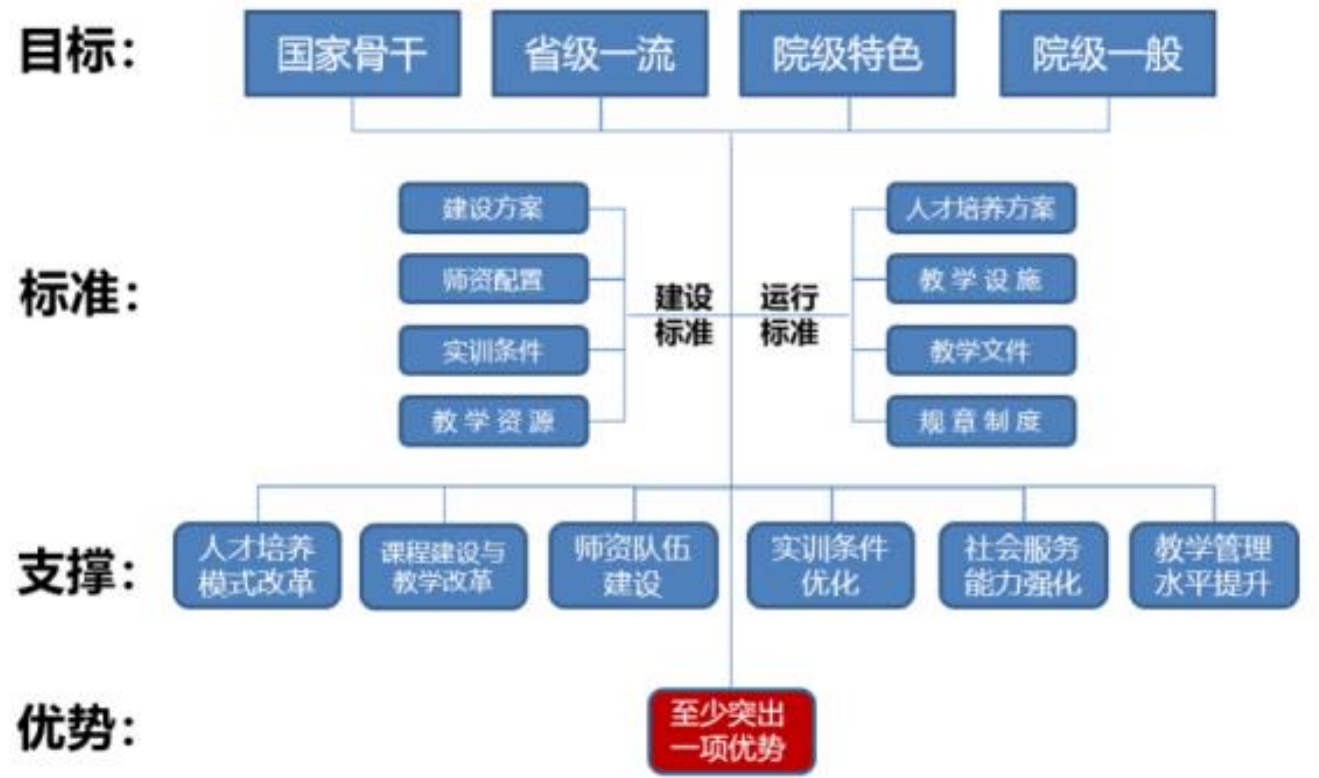 目标:
国家骨干
省级一流
院级特色
院级一般
标准:
建设方案
师资配置
实训条件
教学资源
建设
标准
运行
标准
人才培养方案
教学设施
教学文件
规章制度
支撑:
人才培养
模式改革
课程建设与
教学改革
师资队伍
建设
实训条件
优化
社会服务
能力强化
教学管理
水平提升
优势:
至少突出
一项优势